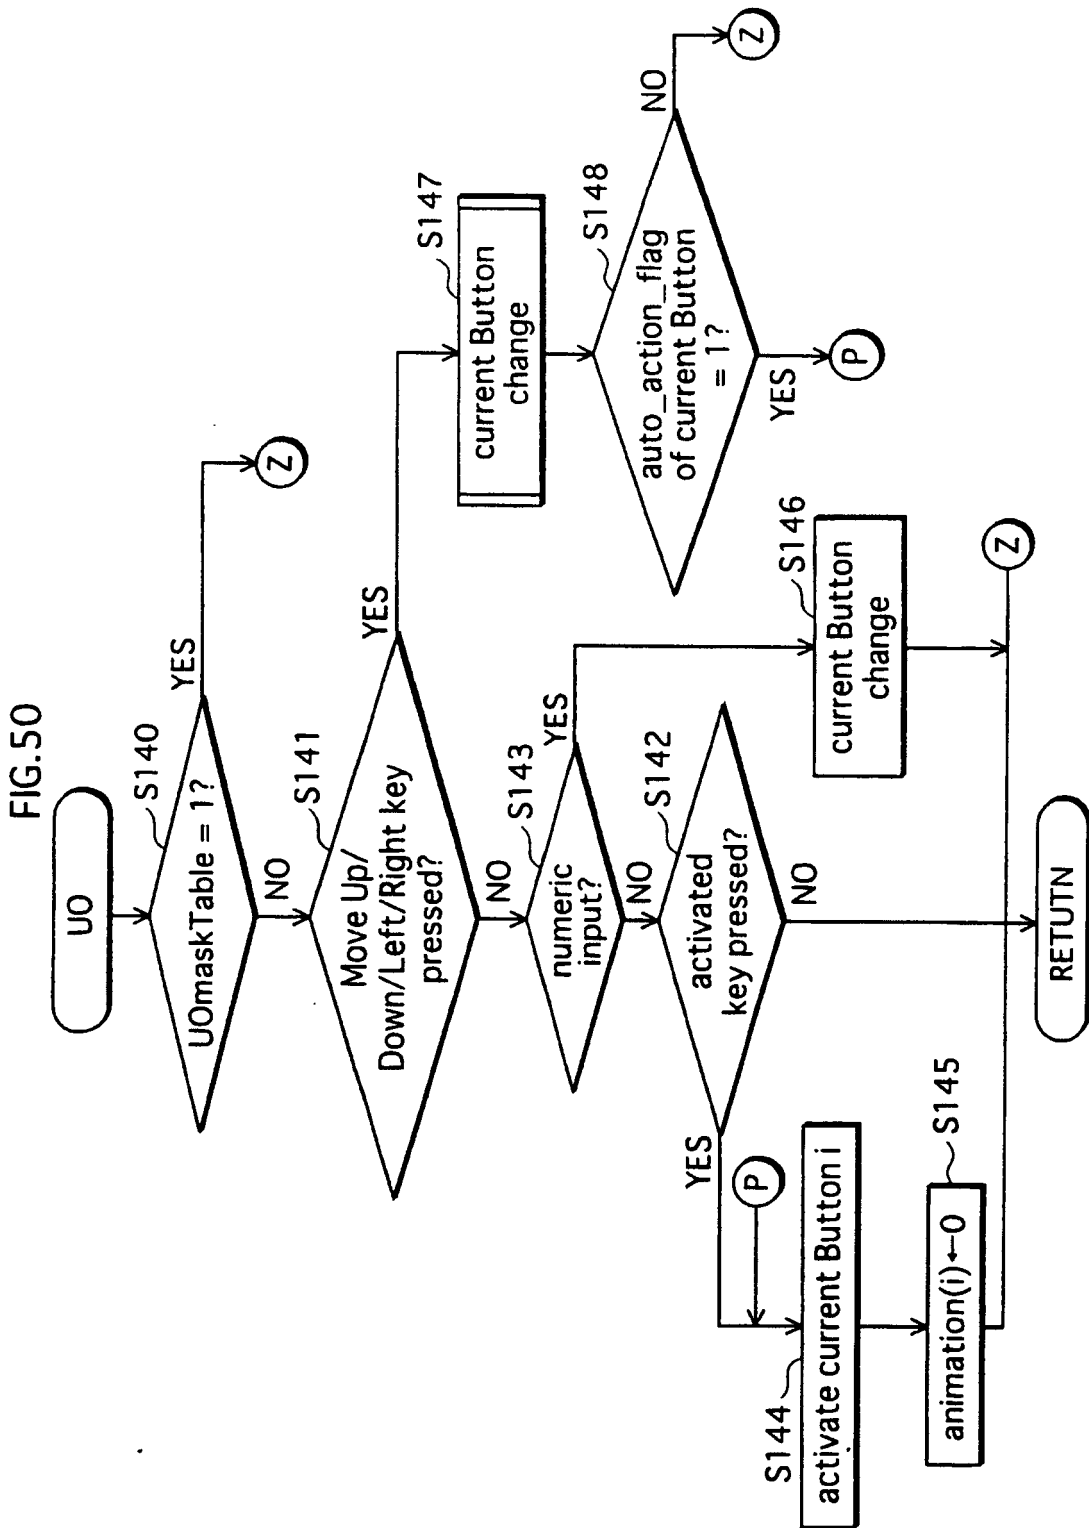 FIG.50
UO
S140
UOmaskTable = 1?
YES
Z
NO
S141
Move Up/
Down/Left/Right key
pressed?
YES
S147
current Button
change
S148
auto_action_flag
of current Button
= 1?
NO
Z
YES
P
NO
S143
numeric
input?
YES
S146
current Button
change
NO
S142
activated
key pressed?
YES
P
S144
activate current Button i
S145
animation(i)←0
NO
Z
RETUTN